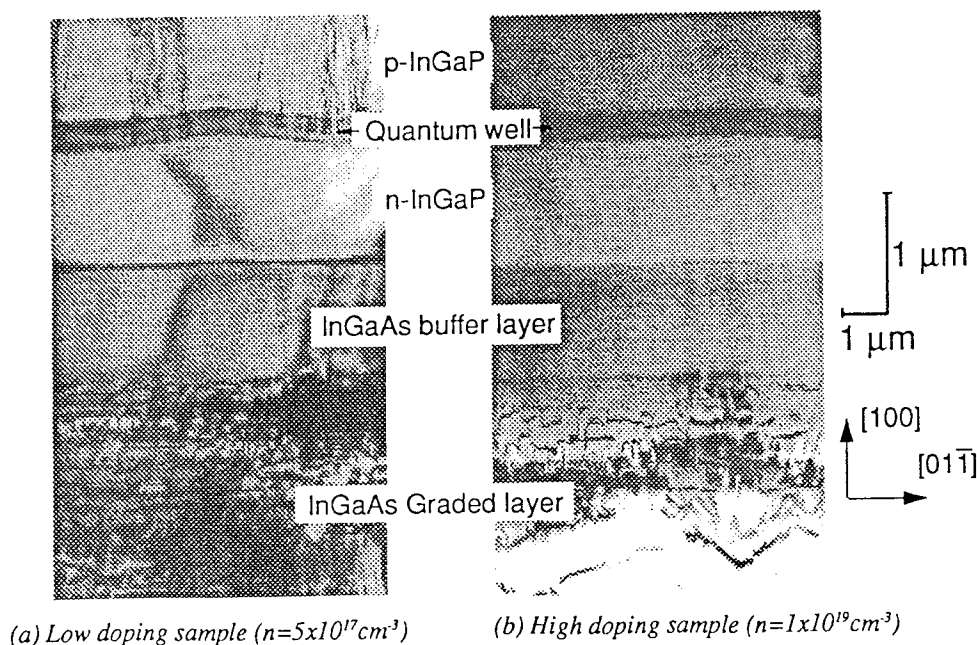 p-InGaP
Quantum well
n-InGaP
1 μm
InGaAs buffer layer
1 μm
[100]
[011̅]
InGaAs Graded layer
(a) Low doping sample (n=5x10¹⁷cm⁻³)
(b) High doping sample (n=1x10¹⁹cm⁻³)